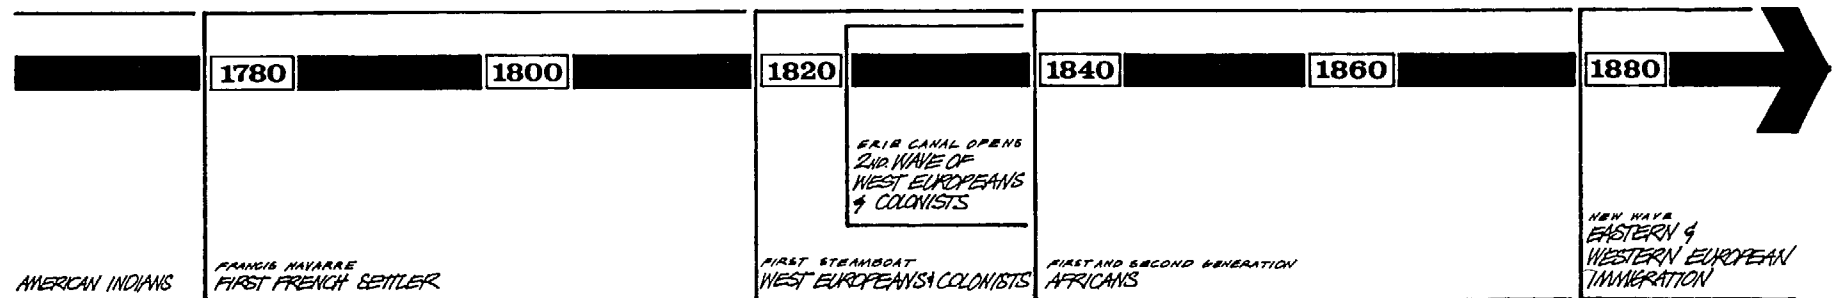 1780
1800
1820
1840
1860
1880
ERIE CANAL OPENS
2ND. WAVE OF
WEST EUROPEANS
& COLONISTS
AMERICAN INDIANS
FRANCIS NAVARRE
FIRST FRENCH SETTLER
FIRST STEAMBOAT
WEST EUROPEANS & COLONISTS
FIRST AND SECOND GENERATION
AFRICANS
NEW WAVE
EASTERN &
WESTERN EUROPEAN
IMMIGRATION